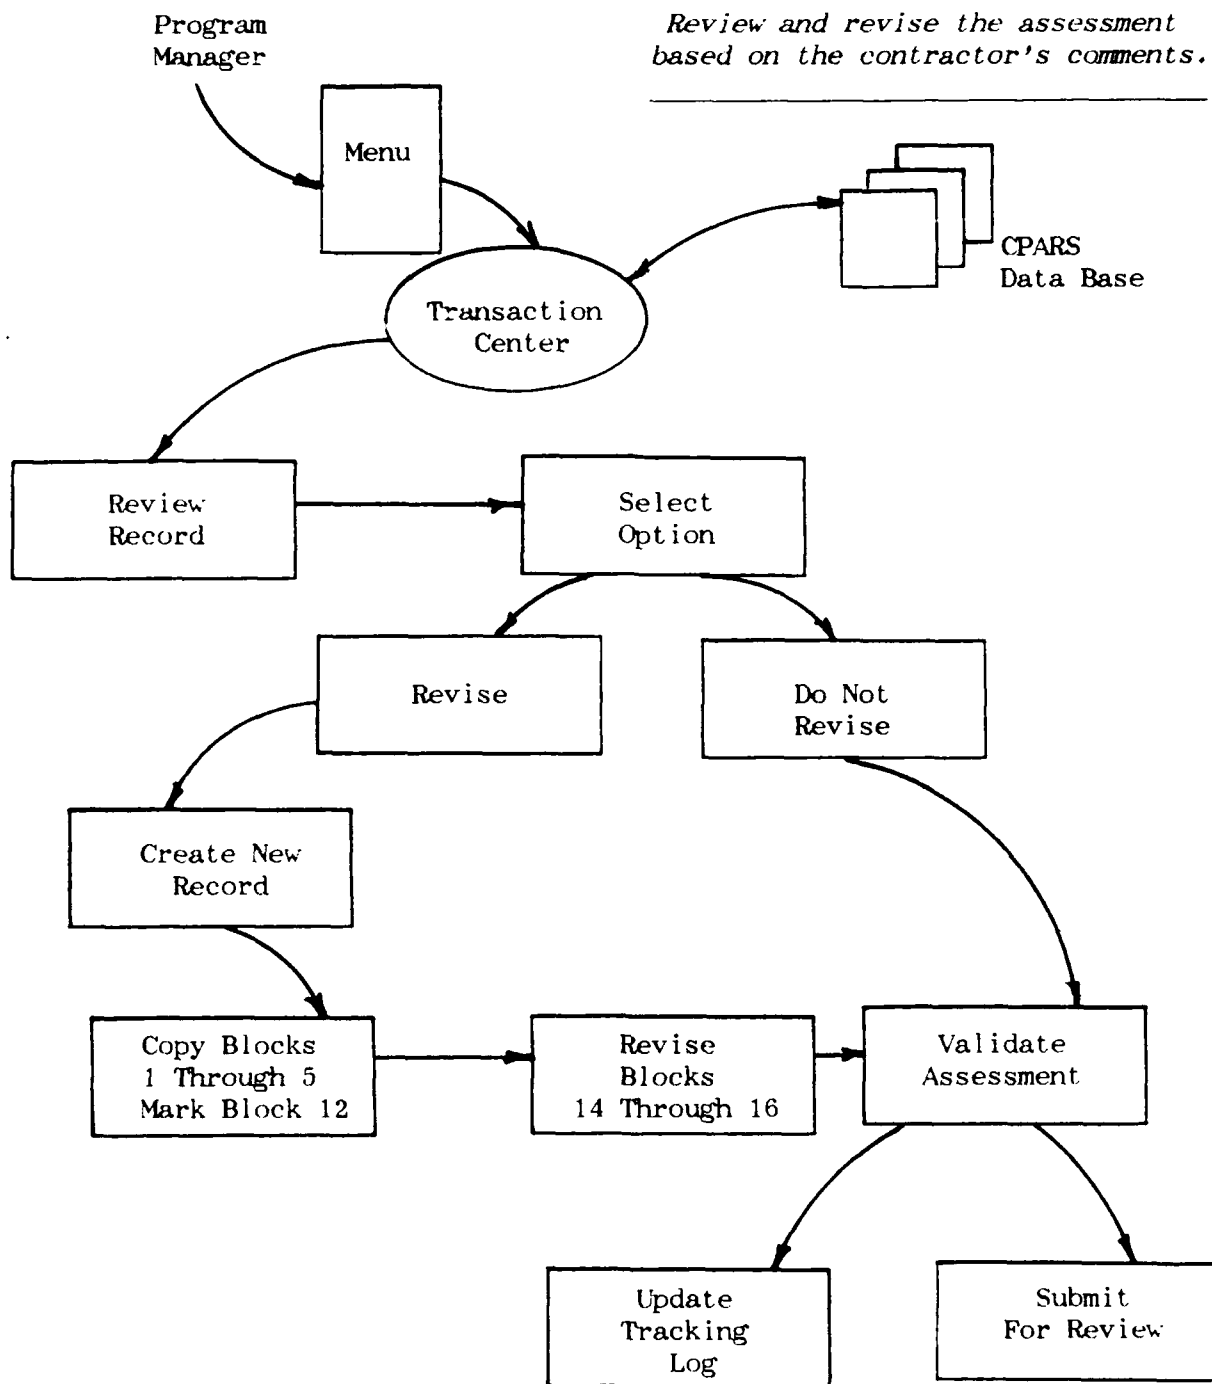 Program
Manager
Review and revise the assessment
based on the contractor's comments.
Menu
CPARS
Data Base
Transaction
Center
Review
Record
Select
Option
Revise
Do Not
Revise
Create New
Record
Copy Blocks
1 Through 5
Mark Block 12
Revise
Blocks
14 Through 16
Validate
Assessment
Update
Tracking
Log
Submit
For Review